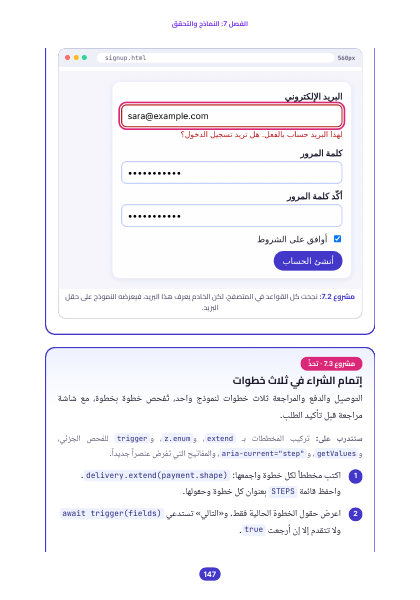 الفصل 7: النماذج والتحقق
signup.html
560px
البريد الإلكتروني
sara@example.com
لهذا البريد حساب بالفعل. هل تريد تسجيل الدخول؟
كلمة المرور
•••••••••••
أكّد كلمة المرور
•••••••••••
أوافق على الشروط
أنشئ الحساب
مشروع 7.2: نجحت كل القواعد في المتصفح، لكن الخادم يعرف هذا البريد، فيعرضه النموذج على حقل
البريد.
مشروع 7.3 · تحدٍّ
إتمام الشراء في ثلاث خطوات
التوصيل والدفع والمراجعة ثلاث خطوات لنموذج واحد، تُفحص خطوة بخطوة، مع شاشة
مراجعة قبل تأكيد الطلب.
ستتدرب على: تركيب المخططات بـ extend، و z.enum، و trigger للفحص الجزئي،
و getValues، و aria-current="step"، والمفاتيح التي تفرض عنصراً جديداً.
1 اكتب مخططاً لكل خطوة واجمعها: delivery.extend(payment.shape).
واحفظ قائمة STEPS بعنوان كل خطوة وحقولها.
2 اعرض حقول الخطوة الحالية فقط. و«التالي» تستدعي await trigger(fields)
ولا تتقدم إلا إن أرجعت true.
147